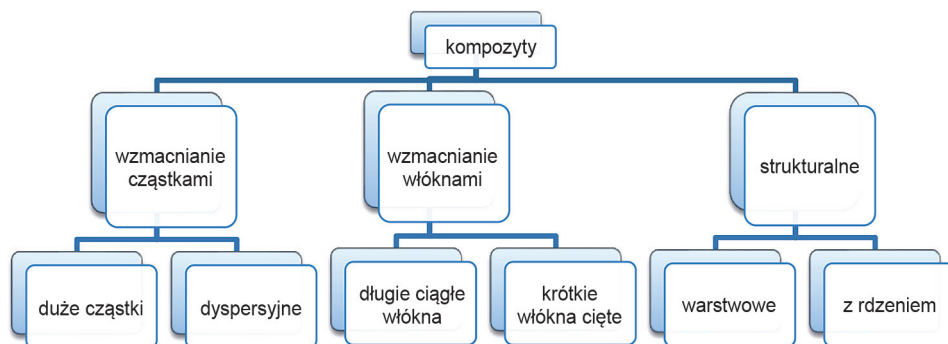 kompozyty
wzmacnianie
cząstkami
wzmacnianie
włóknami
strukturalne
duże cząstki
dyspersyjne
długie ciągłe
włókna
krótkie
włókna cięte
warstwowe
z rdzeniem